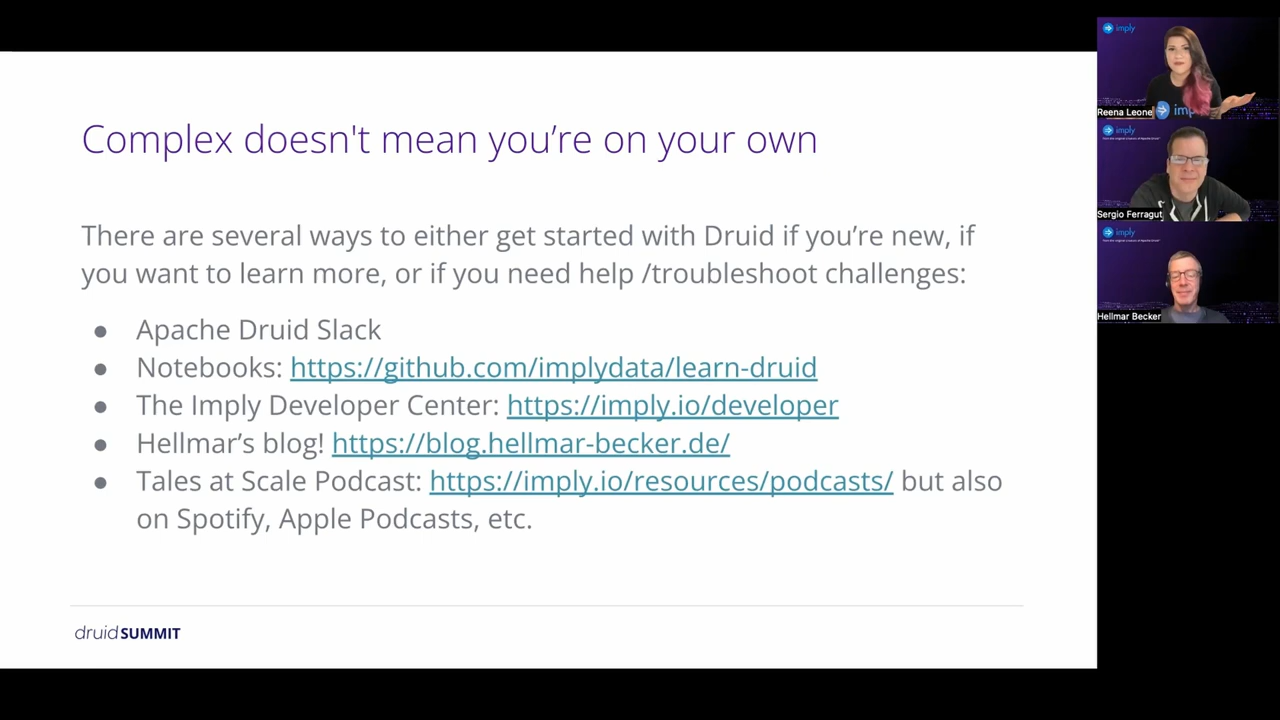 Complex doesn't mean you’re on your own
There are several ways to either get started with Druid if you’re new, if
you want to learn more, or if you need help /troubleshoot challenges:
● Apache Druid Slack
● Notebooks: https://github.com/implydata/learn-druid
● The Imply Developer Center: https://imply.io/developer
● Hellmar’s blog! https://blog.hellmar-becker.de/
● Tales at Scale Podcast: https://imply.io/resources/podcasts/ but also
on Spotify, Apple Podcasts, etc.
druidSUMMIT
imply
Reena Leone
imply
Sergio Ferragut
imply
Hellmar Becker